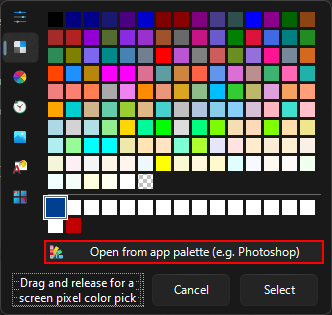 Open from app palette (e.g. Photoshop)
Drag and release for a
screen pixel color pick
Cancel
Select